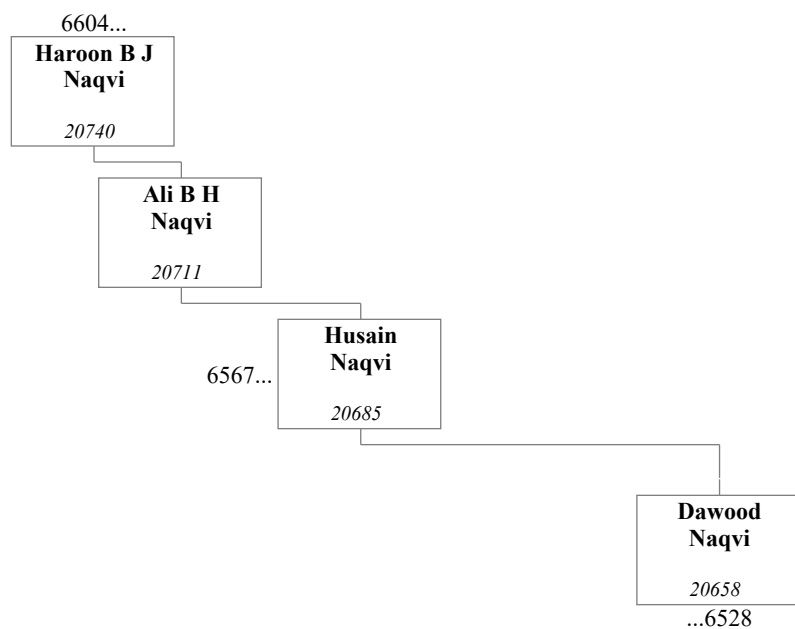 6604...
Haroon B J
Naqvi
20740
Ali B H
Naqvi
20711
Husain
Naqvi
6567...
20685
Dawood
Naqvi
20658
...6528